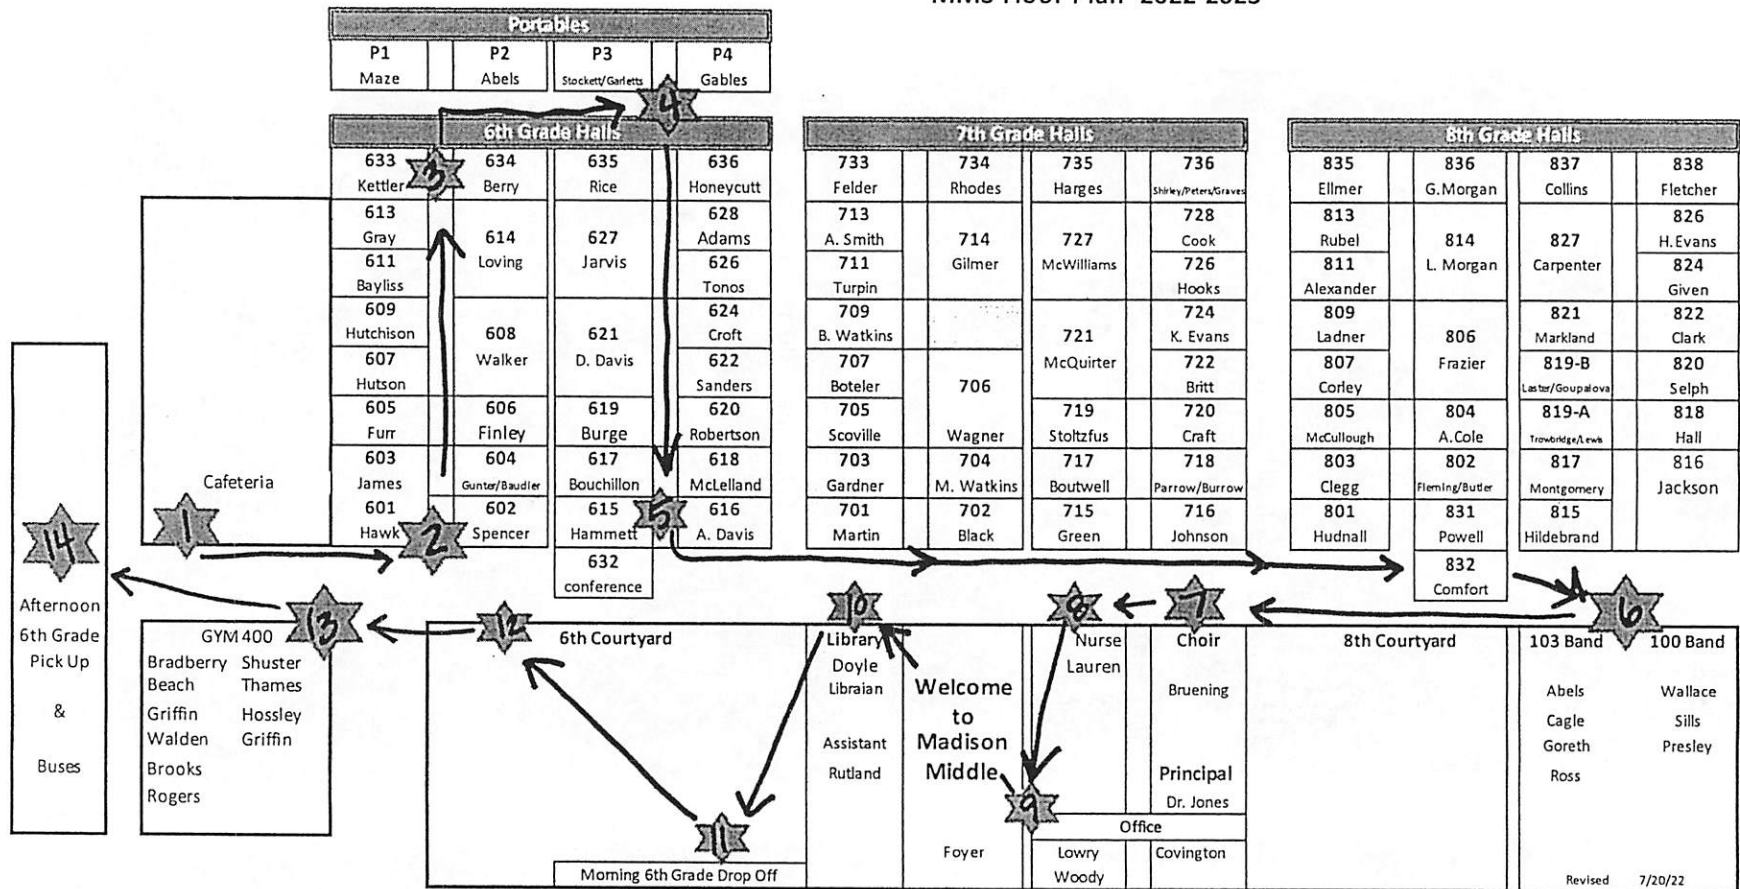 MMS Floor Plan 2022-2023
Portables
P1 P2 P3 P4
Maze Abels Stockett/Garletts Gables
4
6th Grade Halls 7th Grade Halls 8th Grade Halls
633 634 635 636 733 734 735 736 835 836 837 838
3
Kettler Berry Rice Honeycutt Felder Rhodes Harges Shirley/Peters/Graves Ellmer G.Morgan Collins Fletcher
613 628 713 728 813 826
Gray 614 627 Adams A. Smith 714 727 Cook Rubel 814 827 H.Evans
611 Loving Jarvis 626 711 Gilmer McWilliams 726 811 L. Morgan Carpenter 824
Bayliss Tonos Turpin Hooks Alexander Given
609 624 709 724 809 821 822
Hutchison 608 621 Croft B. Watkins 721 K. Evans Ladner 806 Markland Clark
607 Walker D. Davis 622 707 McQuirter 722 807 Frazier 819-B 820
Hutson Sanders Boteler 706 Britt Corley Laster/Goupalova Selph
605 606 619 620 705 719 720 805 804 819-A 818
Furr Finley Burge Robertson Scoville Wagner Stoltzfus Craft McCullough A.Cole Trowbridge/Lewis Hall
603 604 617 618 703 704 717 718 803 802 817 816
Cafeteria James Gunter/Baudler Bouchillon McLelland Gardner M. Watkins Boutwell Parrow/Burrow Clegg Fleming/Butler Montgomery Jackson
601 602 615 616 701 702 715 716 801 831 815
14 1 2 5
Hawk Spencer Hammett A. Davis Martin Black Green Johnson Hudnall Powell Hildebrand
632 832
conference Comfort
13 12 10 8 7 6
Afternoon
6th Grade
Pick Up
&
Buses
GYM 400
Bradberry Shuster
Beach Thames
Griffin Hossley
Walden Griffin
Brooks
Rogers
6th Courtyard
11
Morning 6th Grade Drop Off
Library
Doyle
Libraian
Assistant
Rutland
Welcome
to
Madison
Middle
9
Foyer
Nurse
Lauren
Choir
Bruening
Principal
Dr. Jones
Office
Lowry Covington
Woody
8th Courtyard
103 Band 100 Band
Abels Wallace
Cagle Sills
Goreth Presley
Ross
Revised 7/20/22